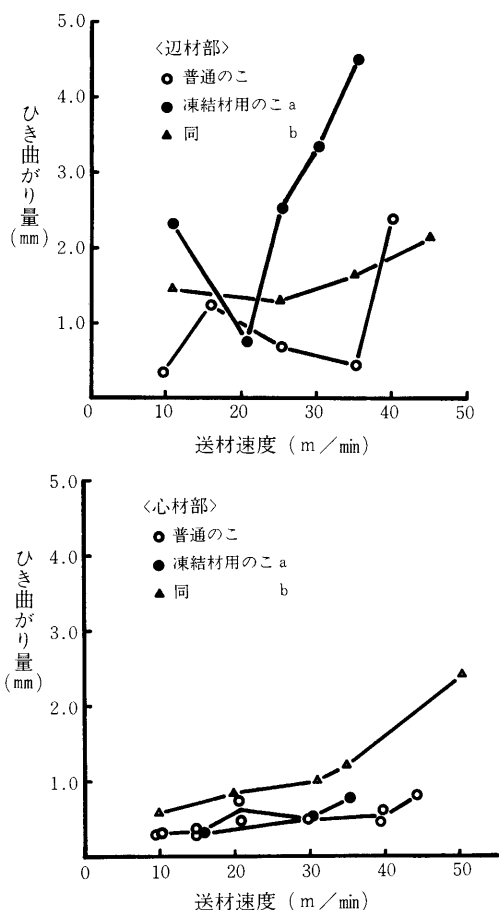 5.0
〈辺材部〉
普通のこ
凍結材用のこ a
同 b
4.0
3.0
2.0
1.0
ひき曲がり量
(mm)
0 10 20 30 40 50
送材速度 (m/min)
5.0
〈心材部〉
普通のこ
凍結材用のこ a
同 b
4.0
3.0
2.0
1.0
ひき曲がり量
(mm)
0 10 20 30 40 50
送材速度 (m/min)